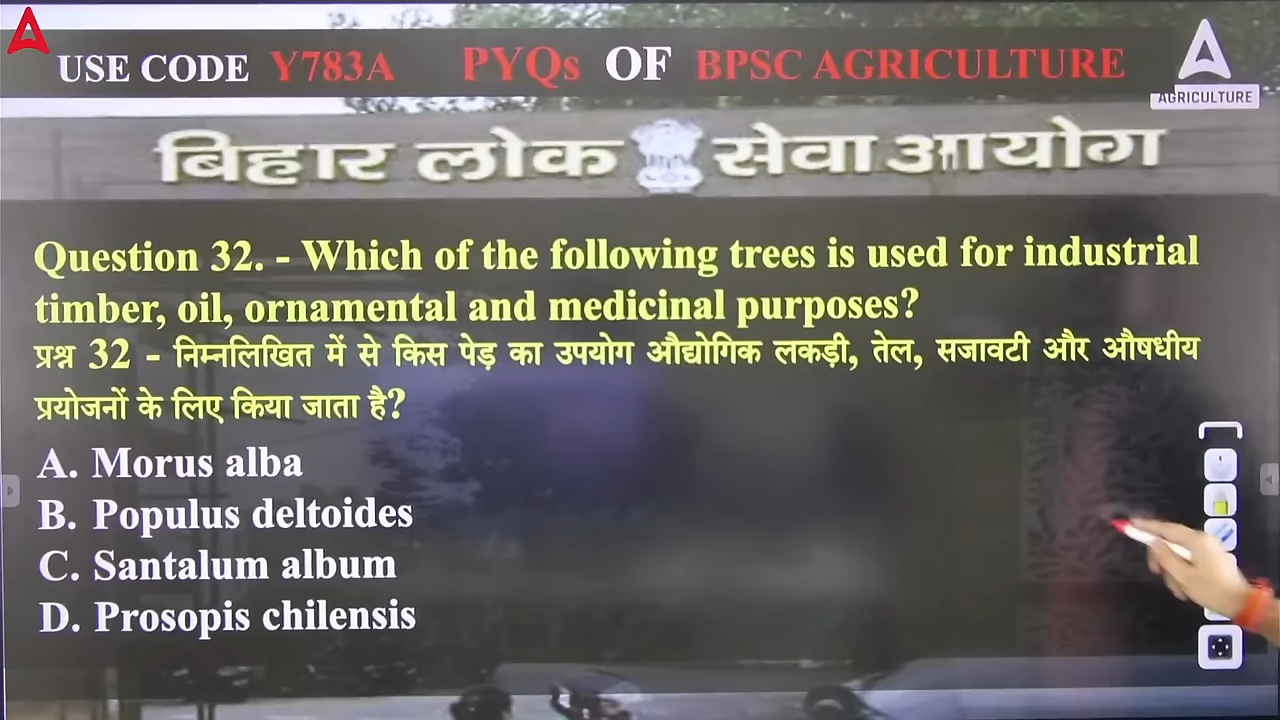 USE CODE Y783A PYQs OF BPSC AGRICULTURE
AGRICULTURE
बिहार लोक सेवा आयोग
Question 32. - Which of the following trees is used for industrial
timber, oil, ornamental and medicinal purposes?
प्रश्न 32 - निम्नलिखित में से किस पेड़ का उपयोग औद्योगिक लकड़ी, तेल, सजावटी और औषधीय
प्रयोजनों के लिए किया जाता है?
A. Morus alba
B. Populus deltoides
C. Santalum album
D. Prosopis chilensis